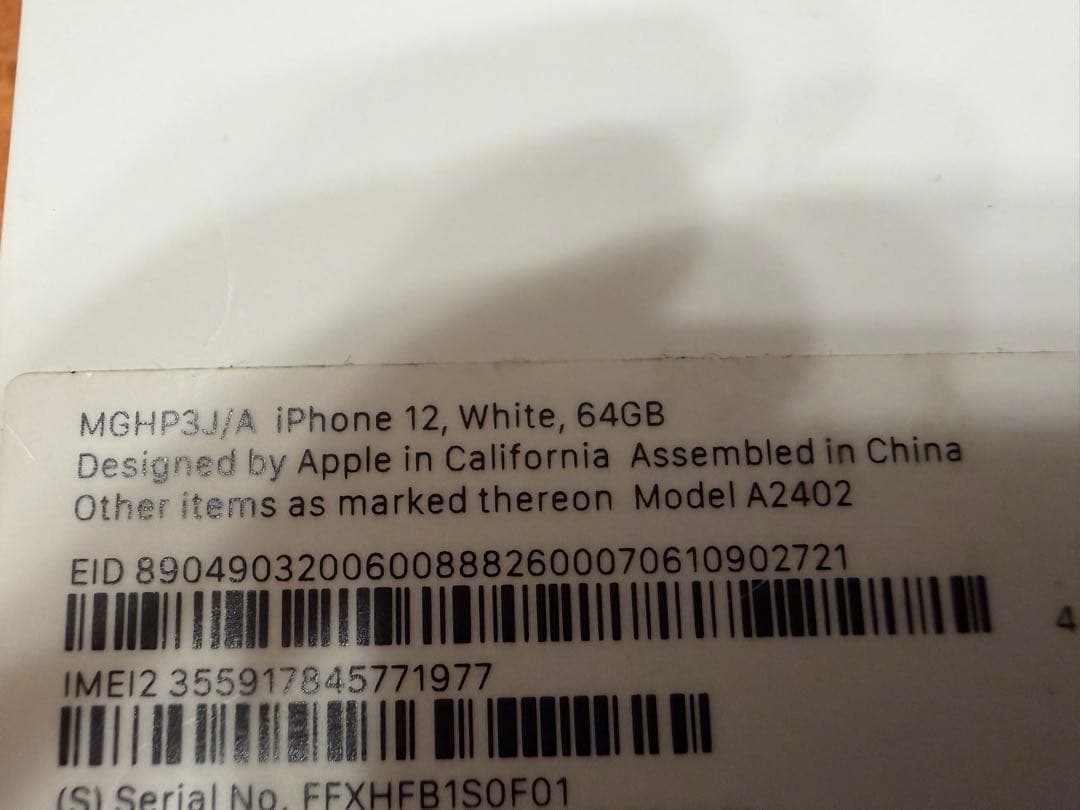 MGHP3J/A iPhone 12, White, 64GB
Designed by Apple in California Assembled in China
Other items as marked thereon Model A2402
EID 89049032006008882600070610902721
4
IMEI2 355917845771977
(S) Serial No. FFXHFB1S0F01